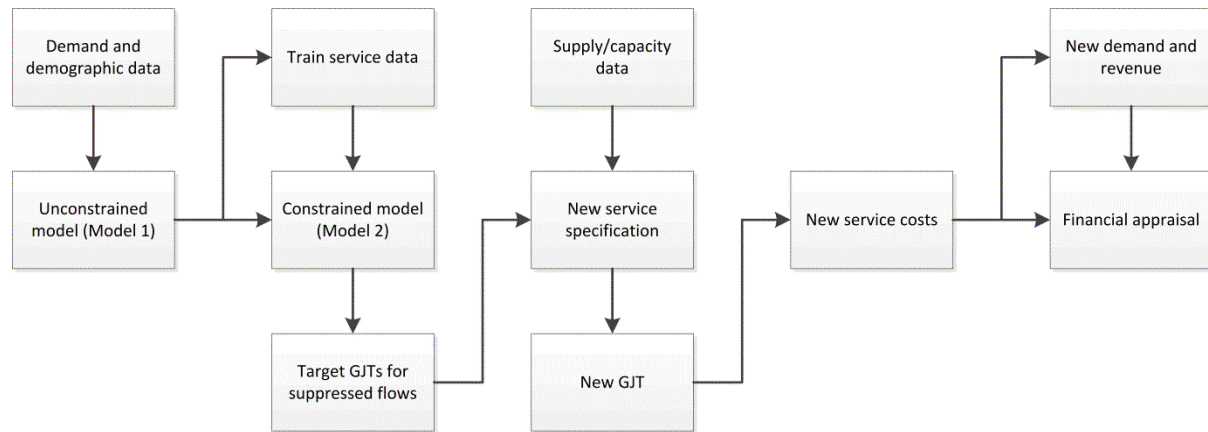 Demand and
demographic data
Train service data
Supply/capacity
data
New demand and
revenue
Unconstrained
model (Model 1)
Constrained model
(Model 2)
New service
specification
New service costs
Financial appraisal
Target GJTs for
suppressed flows
New GJT